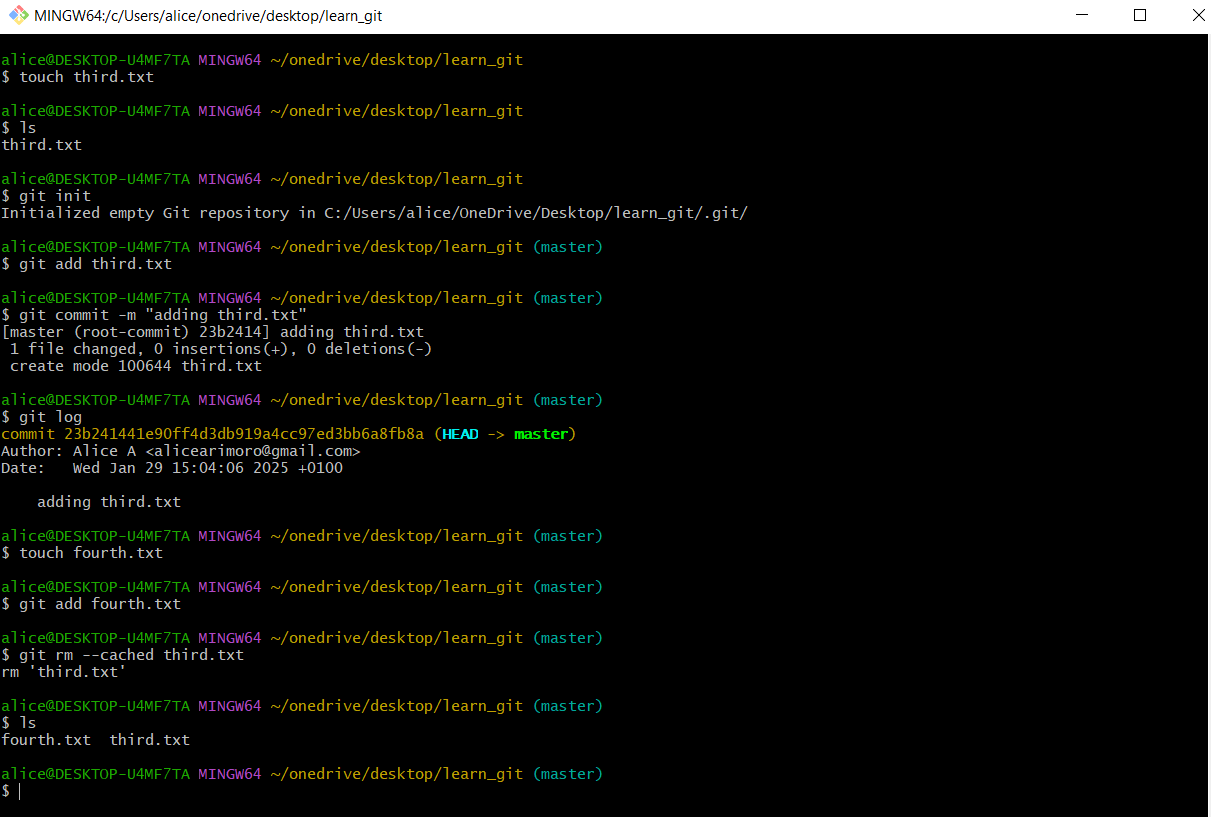 MINGW64:/c/Users/alice/onedrive/desktop/learn_git
alice@DESKTOP-U4MF7TA MINGW64 ~/onedrive/desktop/learn_git
$ touch third.txt
alice@DESKTOP-U4MF7TA MINGW64 ~/onedrive/desktop/learn_git
$ ls
third.txt
alice@DESKTOP-U4MF7TA MINGW64 ~/onedrive/desktop/learn_git
$ git init
Initialized empty Git repository in C:/Users/alice/OneDrive/Desktop/learn_git/.git/
alice@DESKTOP-U4MF7TA MINGW64 ~/onedrive/desktop/learn_git (master)
$ git add third.txt
alice@DESKTOP-U4MF7TA MINGW64 ~/onedrive/desktop/learn_git (master)
$ git commit -m "adding third.txt"
[master (root-commit) 23b2414] adding third.txt
 1 file changed, 0 insertions(+), 0 deletions(-)
 create mode 100644 third.txt
alice@DESKTOP-U4MF7TA MINGW64 ~/onedrive/desktop/learn_git (master)
$ git log
commit 23b241441e90ff4d3db919a4cc97ed3bb6a8fb8a (HEAD -> master)
Author: Alice A <alicearimoro@gmail.com>
Date:   Wed Jan 29 15:04:06 2025 +0100
    adding third.txt
alice@DESKTOP-U4MF7TA MINGW64 ~/onedrive/desktop/learn_git (master)
$ touch fourth.txt
alice@DESKTOP-U4MF7TA MINGW64 ~/onedrive/desktop/learn_git (master)
$ git add fourth.txt
alice@DESKTOP-U4MF7TA MINGW64 ~/onedrive/desktop/learn_git (master)
$ git rm --cached third.txt
rm 'third.txt'
alice@DESKTOP-U4MF7TA MINGW64 ~/onedrive/desktop/learn_git (master)
$ ls
fourth.txt  third.txt
alice@DESKTOP-U4MF7TA MINGW64 ~/onedrive/desktop/learn_git (master)
$